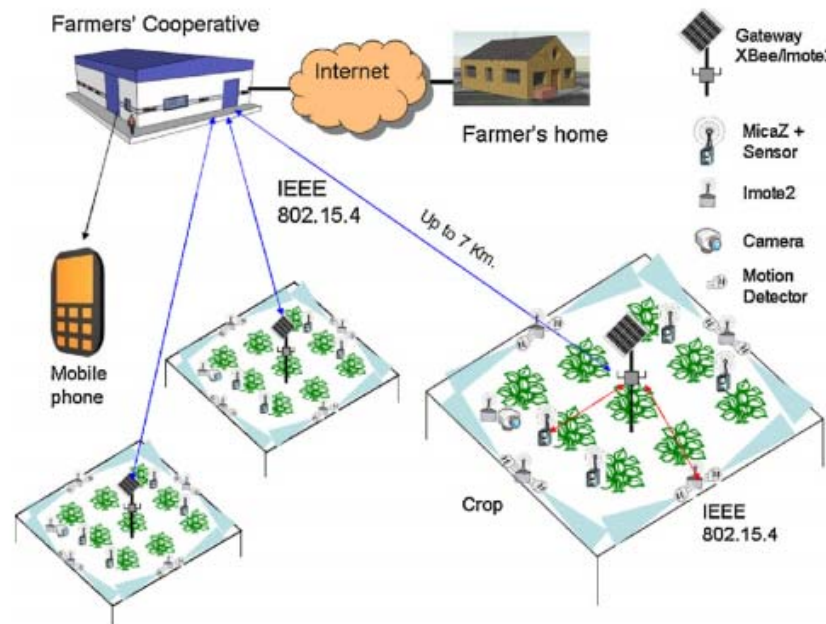 Farmers' Cooperative
Internet
Farmer's home
Gateway
XBee/Imote2
MicaZ +
Sensor
Imote2
Camera
Motion
Detector
IEEE
802.15.4
Up to 7 Km.
Mobile
phone
Crop
IEEE
802.15.4